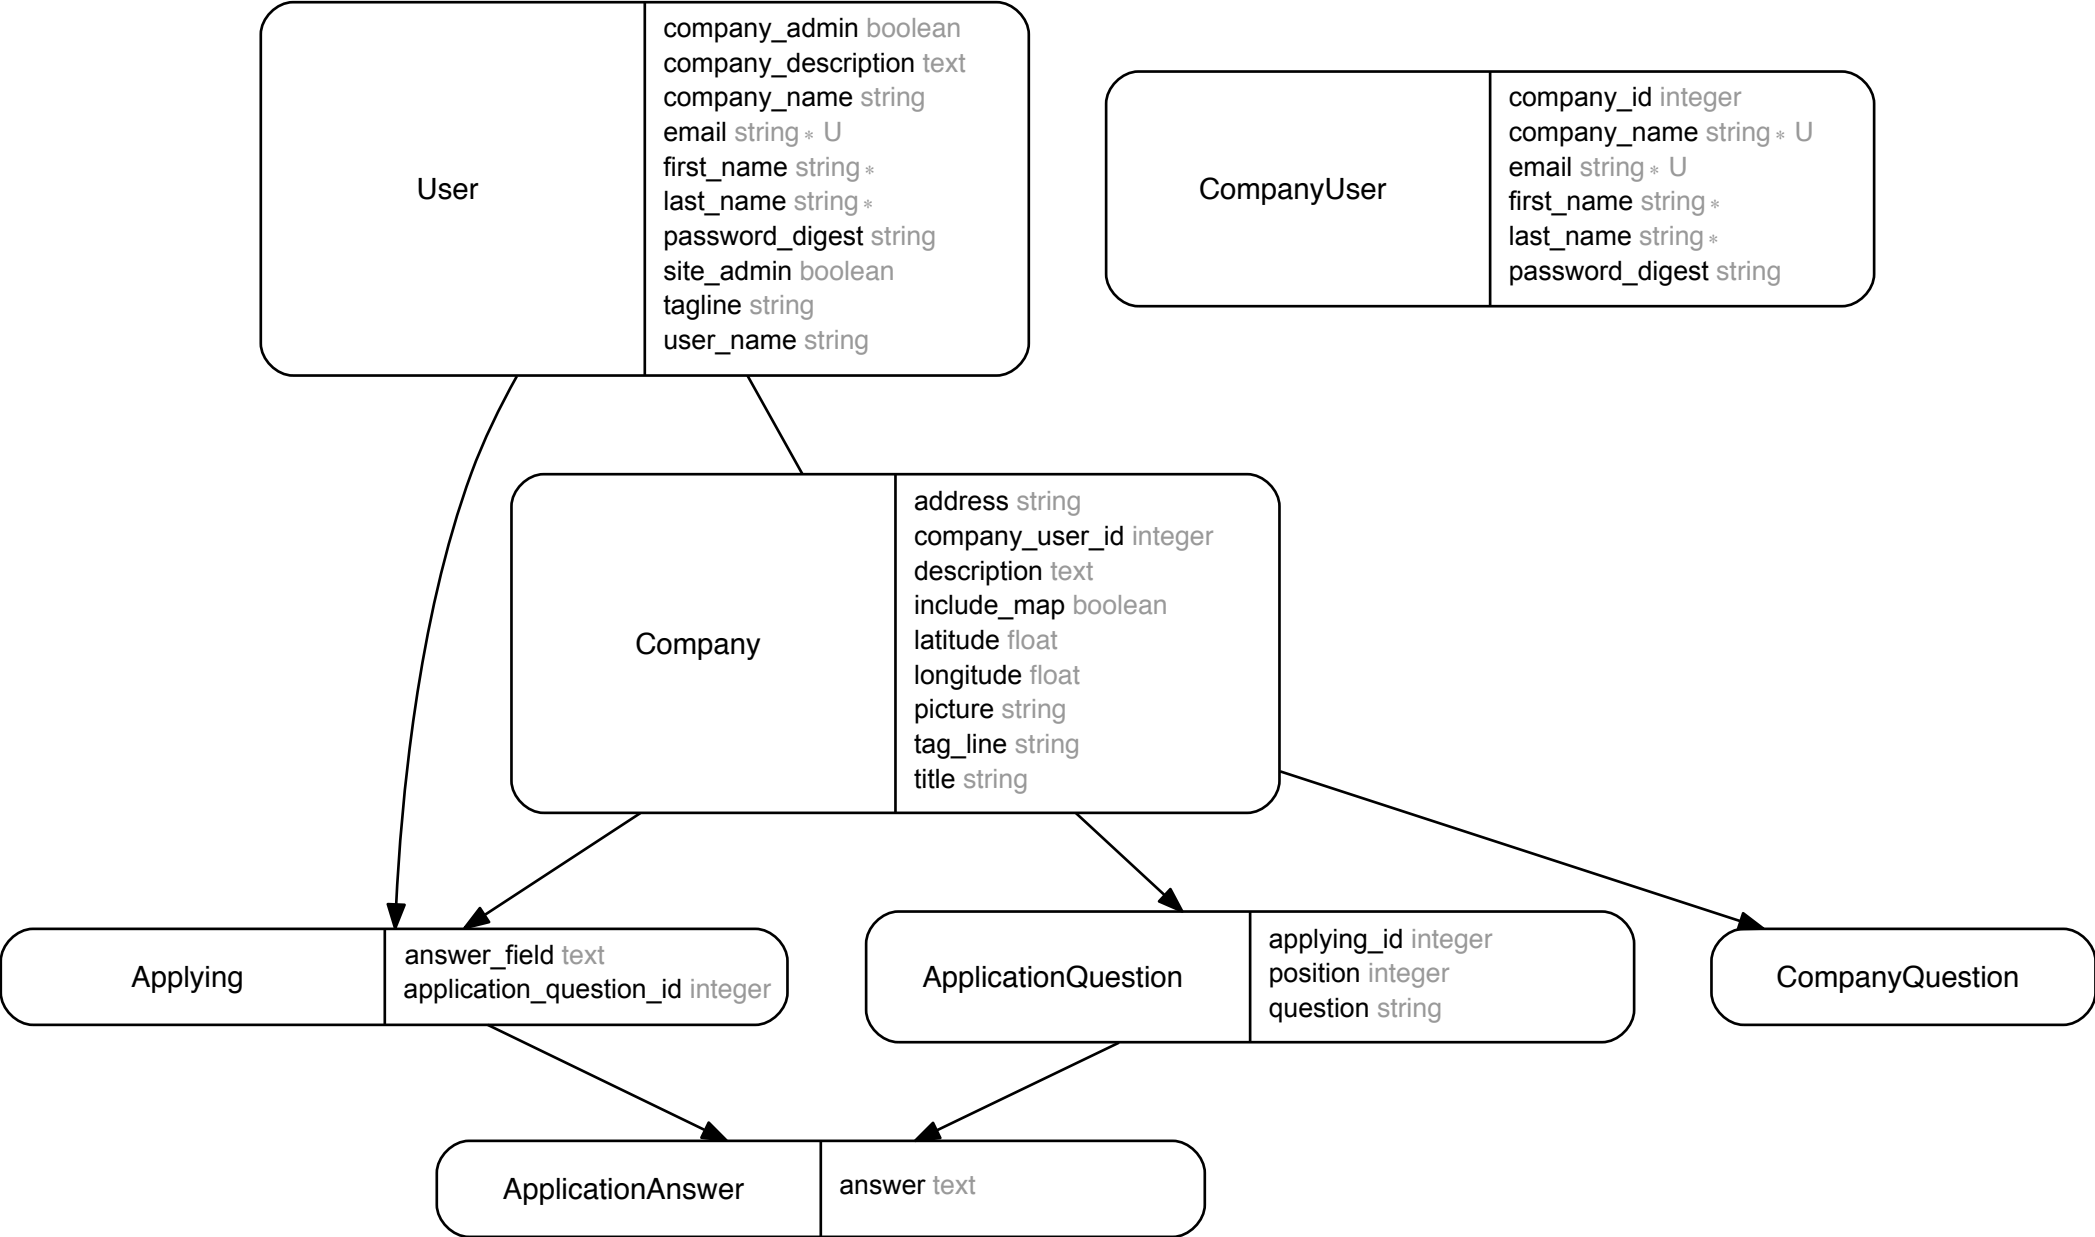 User
company_admin boolean
company_description text
company_name string
email string * U
first_name string *
last_name string *
password_digest string
site_admin boolean
tagline string
user_name string
CompanyUser
company_id integer
company_name string * U
email string * U
first_name string *
last_name string *
password_digest string
Company
address string
company_user_id integer
description text
include_map boolean
latitude float
longitude float
picture string
tag_line string
title string
Applying
answer_field text
application_question_id integer
ApplicationQuestion
applying_id integer
position integer
question string
CompanyQuestion
ApplicationAnswer
answer text